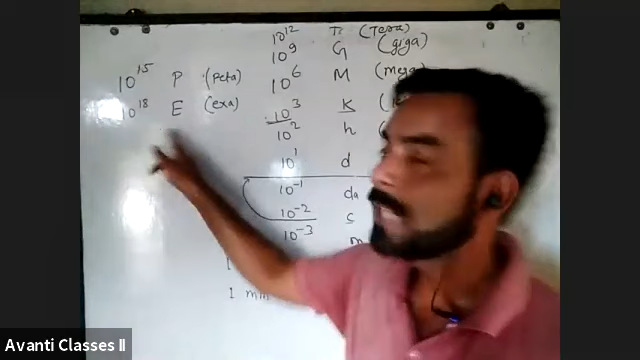 10^12 T (Tera)
10^9 G (giga)
10^15 P (Peta)
10^6 M (mega
10^18 E (exa)
10^3 K
10^2 h
10^1 d
10^-1 da
10^-2 c
10^-3 m
1 mm
Avanti Classes II